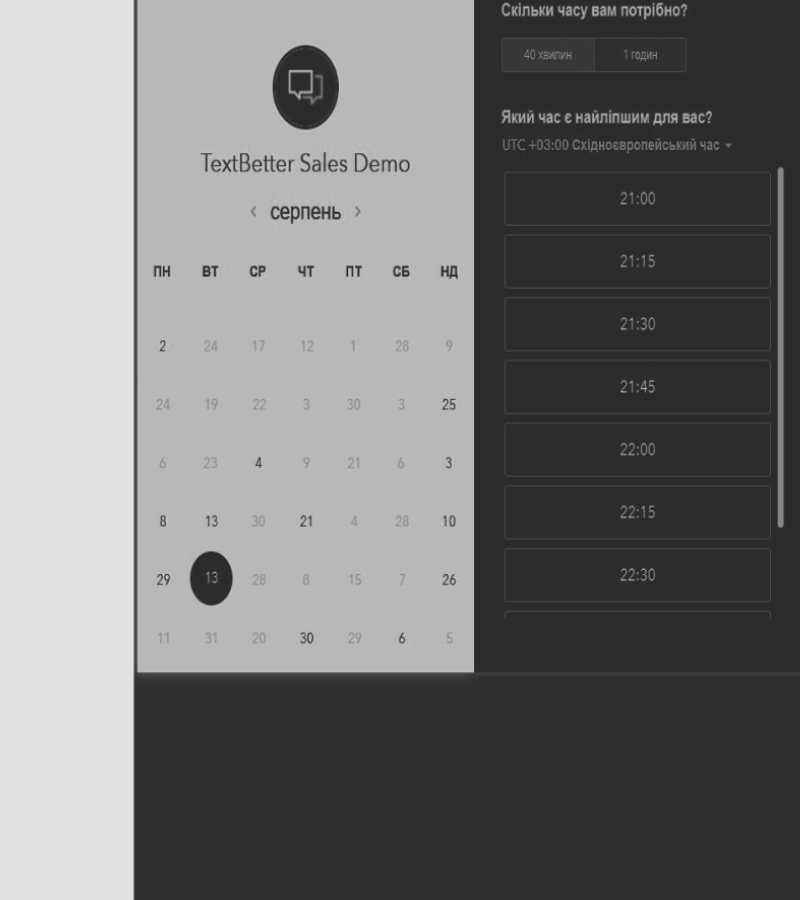 TextBetter Sales Demo
‹ серпень ›
ПН ВТ СР ЧТ ПТ СБ НД
2 24 17 12 1 28 9
24 19 22 3 30 3 25
6 23 4 9 21 6 3
8 13 30 21 4 28 10
29 13 28 8 15 7 26
11 31 20 30 29 6 5
Скільки часу вам потрібно?
40 хвилин 1 годин
Який час є найліпшим для вас?
UTC +03:00 Східноєвропейський час
21:00
21:15
21:30
21:45
22:00
22:15
22:30